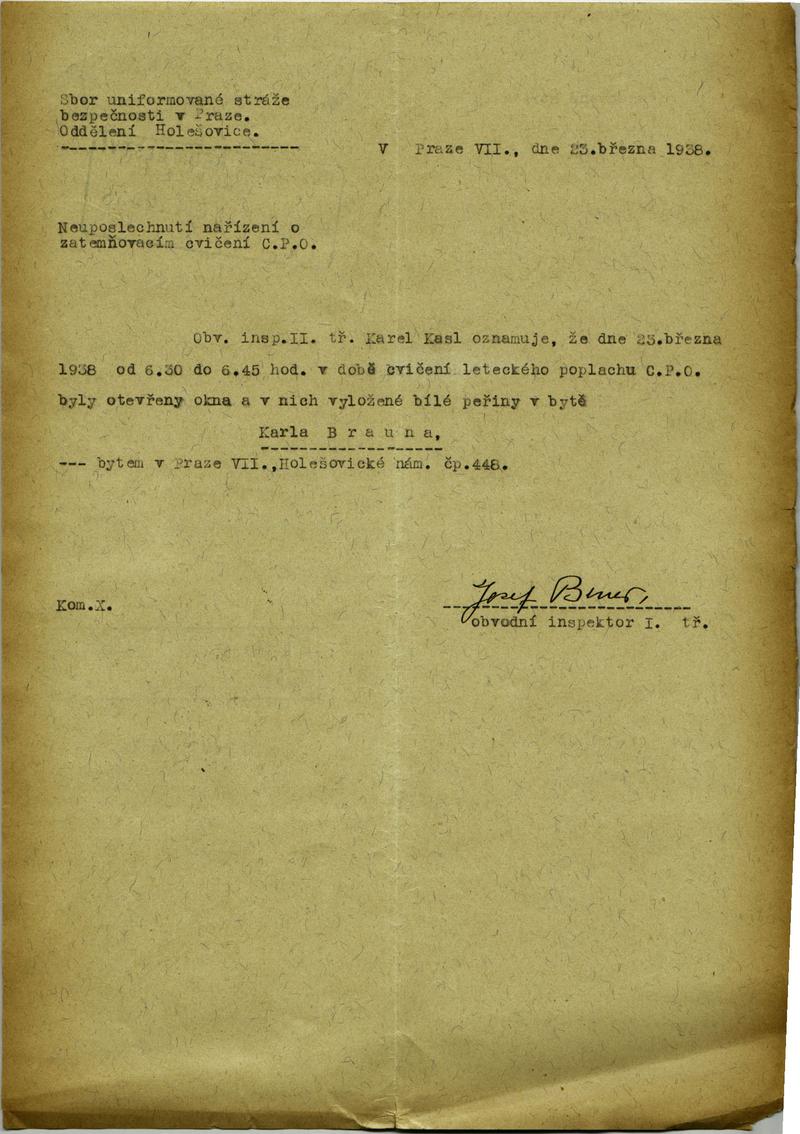 Sbor uniformované stráže
bezpečnosti v Praze.
Oddělení Holešovice.
V Praze VII., dne 23.března 1938.
Neuposlechnutí nařízení o
zatemňovacím cvičení C.P.O.
Obv. insp.II. tř. Karel Kasl oznamuje, že dne 23.března
1938 od 6.30 do 6.45 hod. v době cvičení leteckého poplachu C.P.O.
byly otevřeny okna a v nich vyložené bílé peřiny v bytě
Karla B r a u n a,
--- bytem v Praze VII.,Holešovické nám. čp.448.
Kom.X.
Josef
obvodní inspektor I. tř.